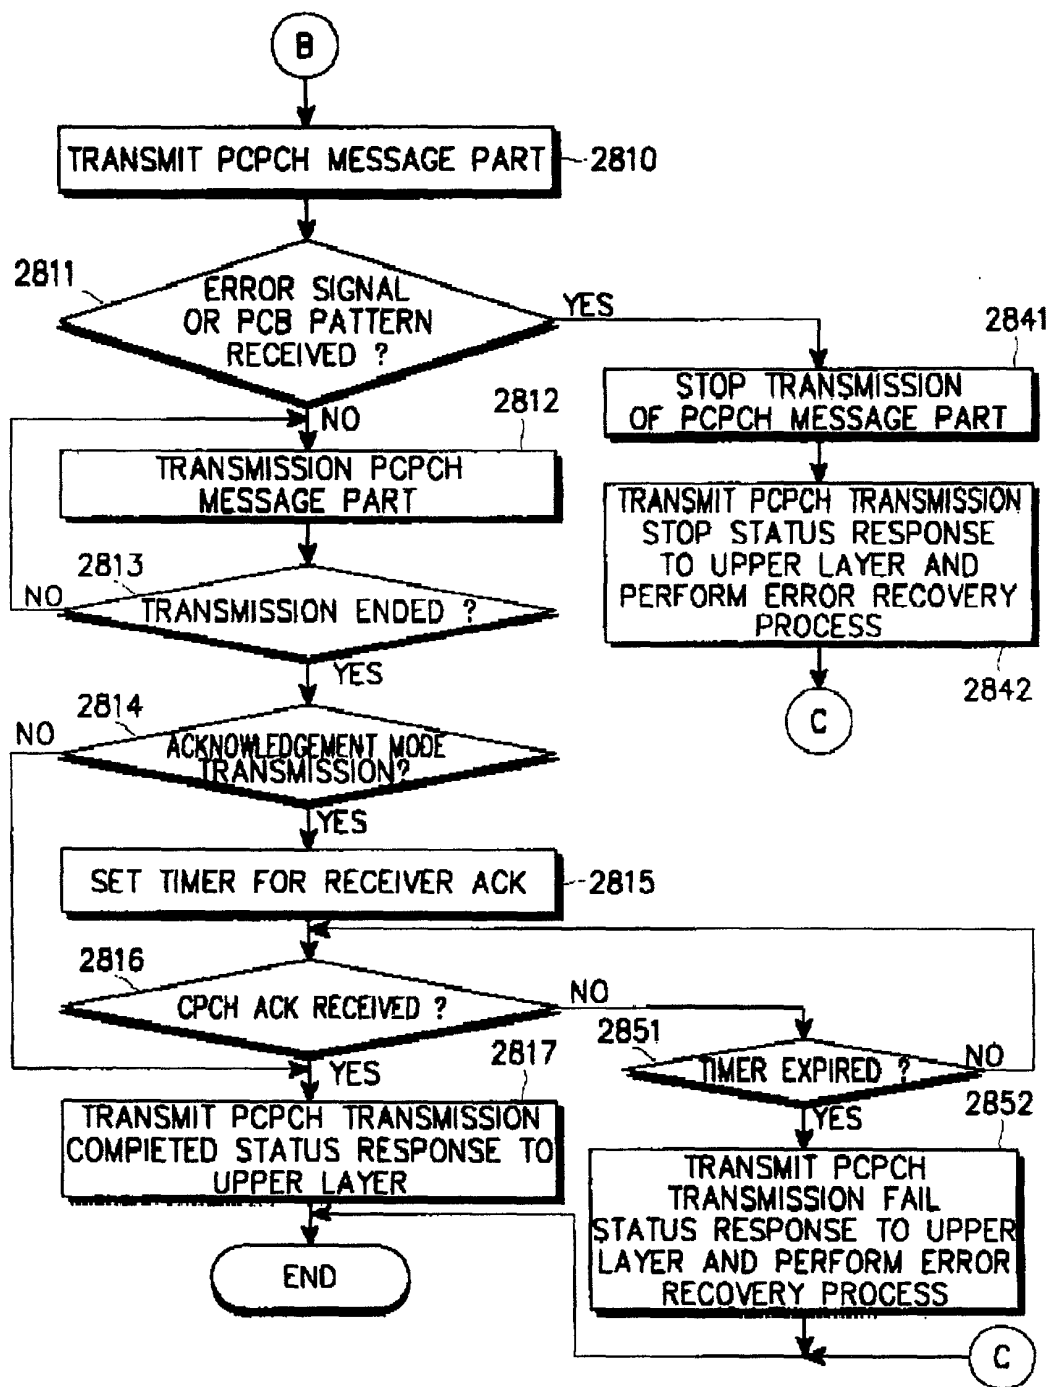 B
TRANSMIT PCPCH MESSAGE PART
2810
2811
ERROR SIGNAL
OR PCB PATTERN
RECEIVED ?
YES
NO
2841
STOP TRANSMISSION
OF PCPCH MESSAGE PART
2812
TRANSMISSION PCPCH
MESSAGE PART
TRANSMIT PCPCH TRANSMISSION
STOP STATUS RESPONSE
TO UPPER LAYER AND
PERFORM ERROR RECOVERY
PROCESS
2842
C
2813
NO
TRANSMISSION ENDED ?
YES
2814
NO
ACKNOWLEDGEMENT MODE
TRANSMISSION?
YES
SET TIMER FOR RECEIVER ACK
2815
2816
CPCH ACK RECEIVED ?
NO
YES
2851
TIMER EXPIRED ?
NO
YES
2817
TRANSMIT PCPCH TRANSMISSION
COMPIETED STATUS RESPONSE TO
UPPER LAYER
2852
TRANSMIT PCPCH
TRANSMISSION FAIL
STATUS RESPONSE TO UPPER
LAYER AND PERFORM ERROR
RECOVERY PROCESS
END
C